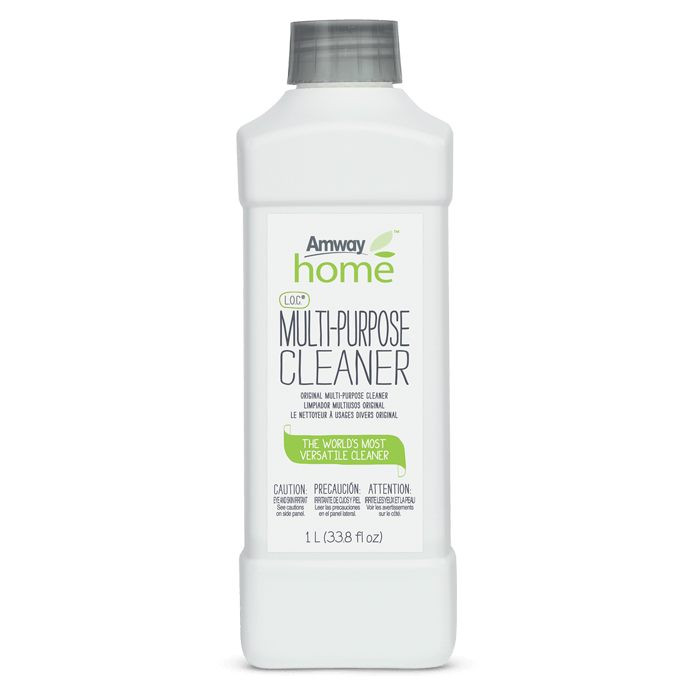 Amway
home™
L.O.C.®
MULTI-PURPOSE
CLEANER
ORIGINAL MULTI-PURPOSE CLEANER
LIMPIADOR MULTIUSOS ORIGINAL
LE NETTOYEUR À USAGES DIVERS ORIGINAL
THE WORLD'S MOST
VERSATILE CLEANER
CAUTION: PRECAUCIÓN: ATTENTION:
EYE AND SKIN IRRITANT IRRITANTE DE OJOS Y PIEL IRRITE LES YEUX ET LA PEAU
See cautions Leer las precauciones Voir les avertissements
on side panel. en el panel lateral. sur le côté.
1 L (33.8 fl oz)